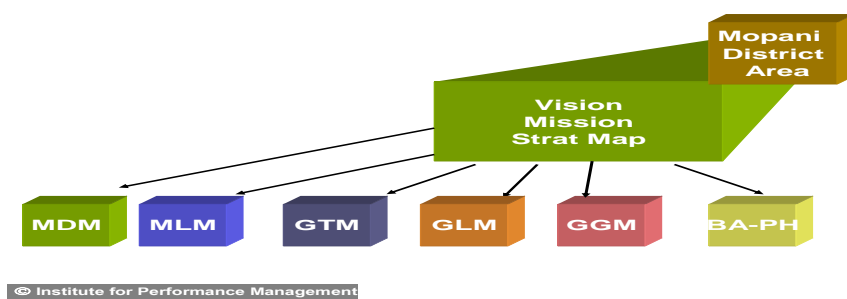 Mopani
District
Area
Vision
Mission
Strat Map
MDM
MLM
GTM
GLM
GGM
BA-PH
© Institute for Performance Management